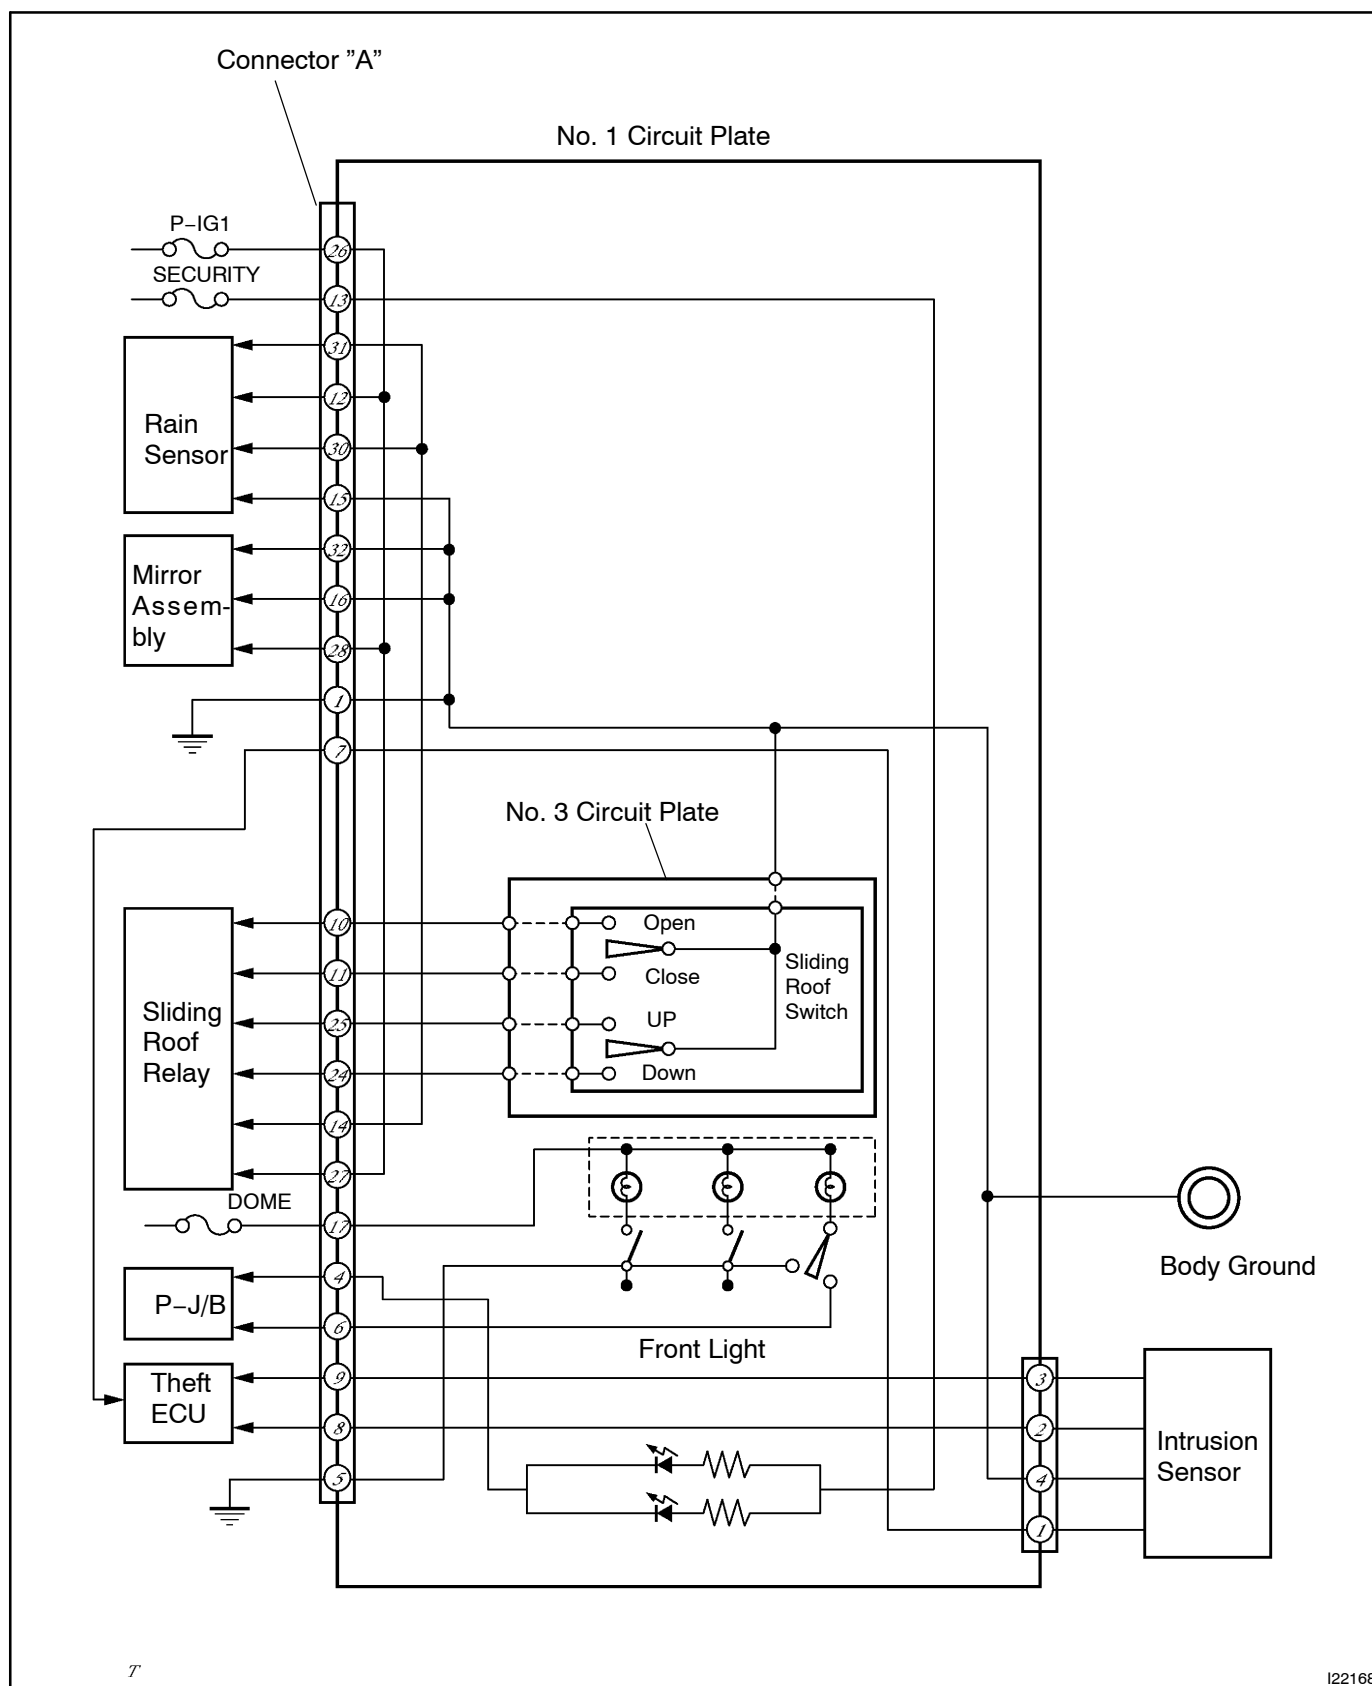 Connector ”A”
No. 1 Circuit Plate
P−IG1
26
SECURITY
13
31
12
Rain
Sensor
30
15
32
Mirror
Assem-
bly
16
28
1
7
No. 3 Circuit Plate
10
Open
11
Close
Sliding
Roof
Switch
Sliding
Roof
Relay
25
UP
24
Down
14
27
DOME
17
Body Ground
4
P−J/B
6
Front Light
Theft
ECU
9
3
8
2
Intrusion
Sensor
5
4
1
T
I22168